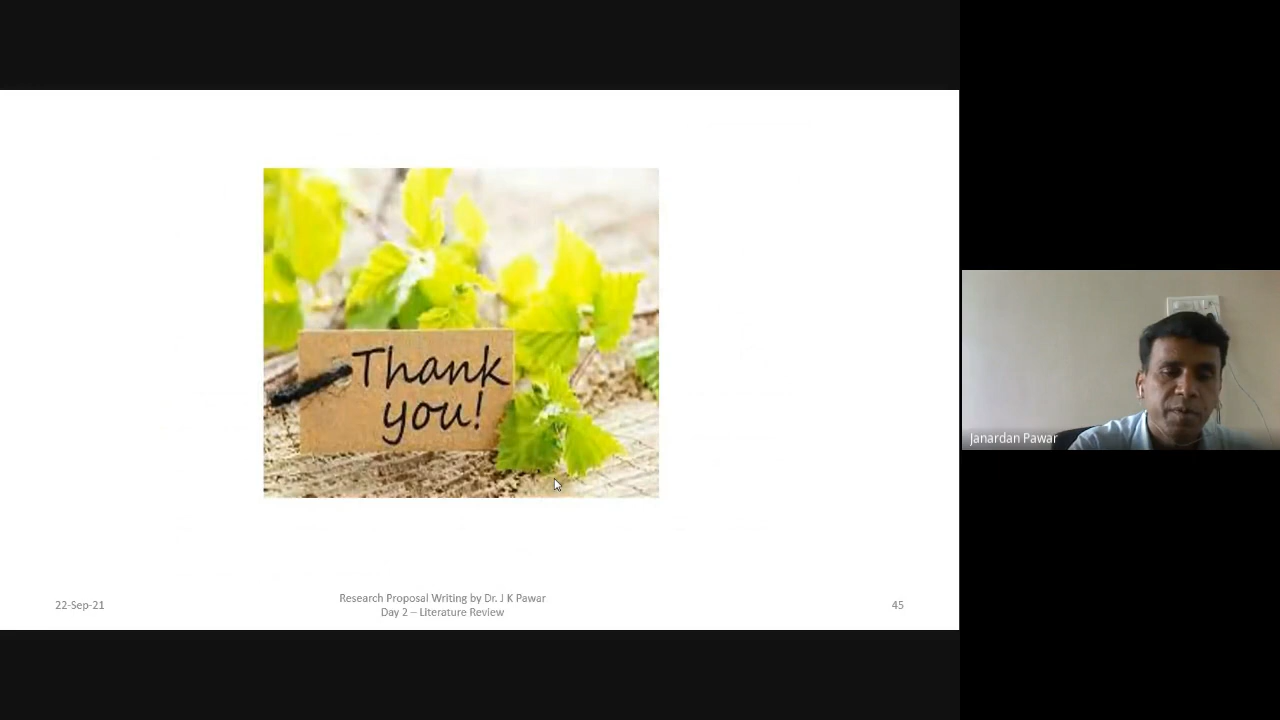 Thank
you!
Janardan Pawar
22-Sep-21
Research Proposal Writing by Dr. J K Pawar
Day 2 – Literature Review
45